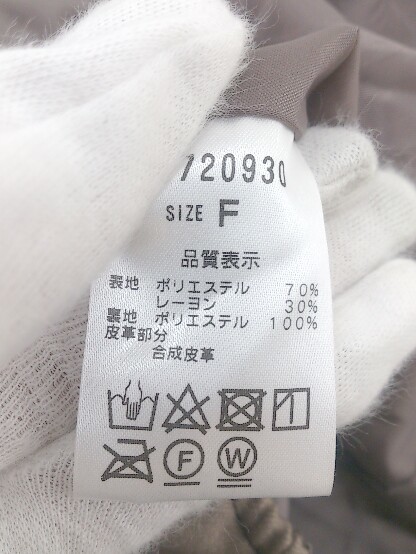 720930
SIZE F
品質表示
表地 ポリエステル 70%
レーヨン 30%
裏地 ポリエステル 100%
皮革部分
合成皮革
F W